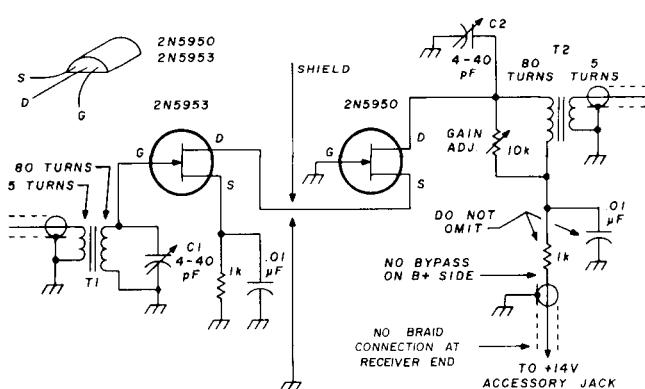 2N5950
2N5953
S
D
G
2N5953
G
D
S
80 TURNS
5 TURNS
T1
C1
4-40
pF
1k
.01
µF
SHIELD
2N5950
G
D
S
C2
4-40
pF
T2
80
TURNS
5
TURNS
GAIN
ADJ.
10k
DO NOT
OMIT
.01
µF
NO BYPASS
ON B+ SIDE
1k
NO BRAID
CONNECTION AT
RECEIVER END
TO +14V
ACCESSORY JACK